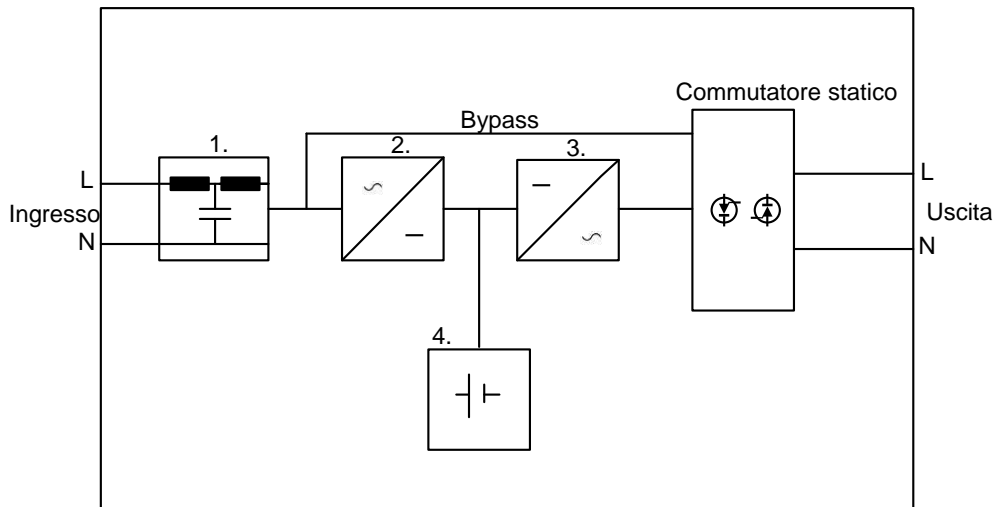 Commutatore statico
Bypass
1.
2.
3.
L
L
Ingresso
Uscita
N
N
4.